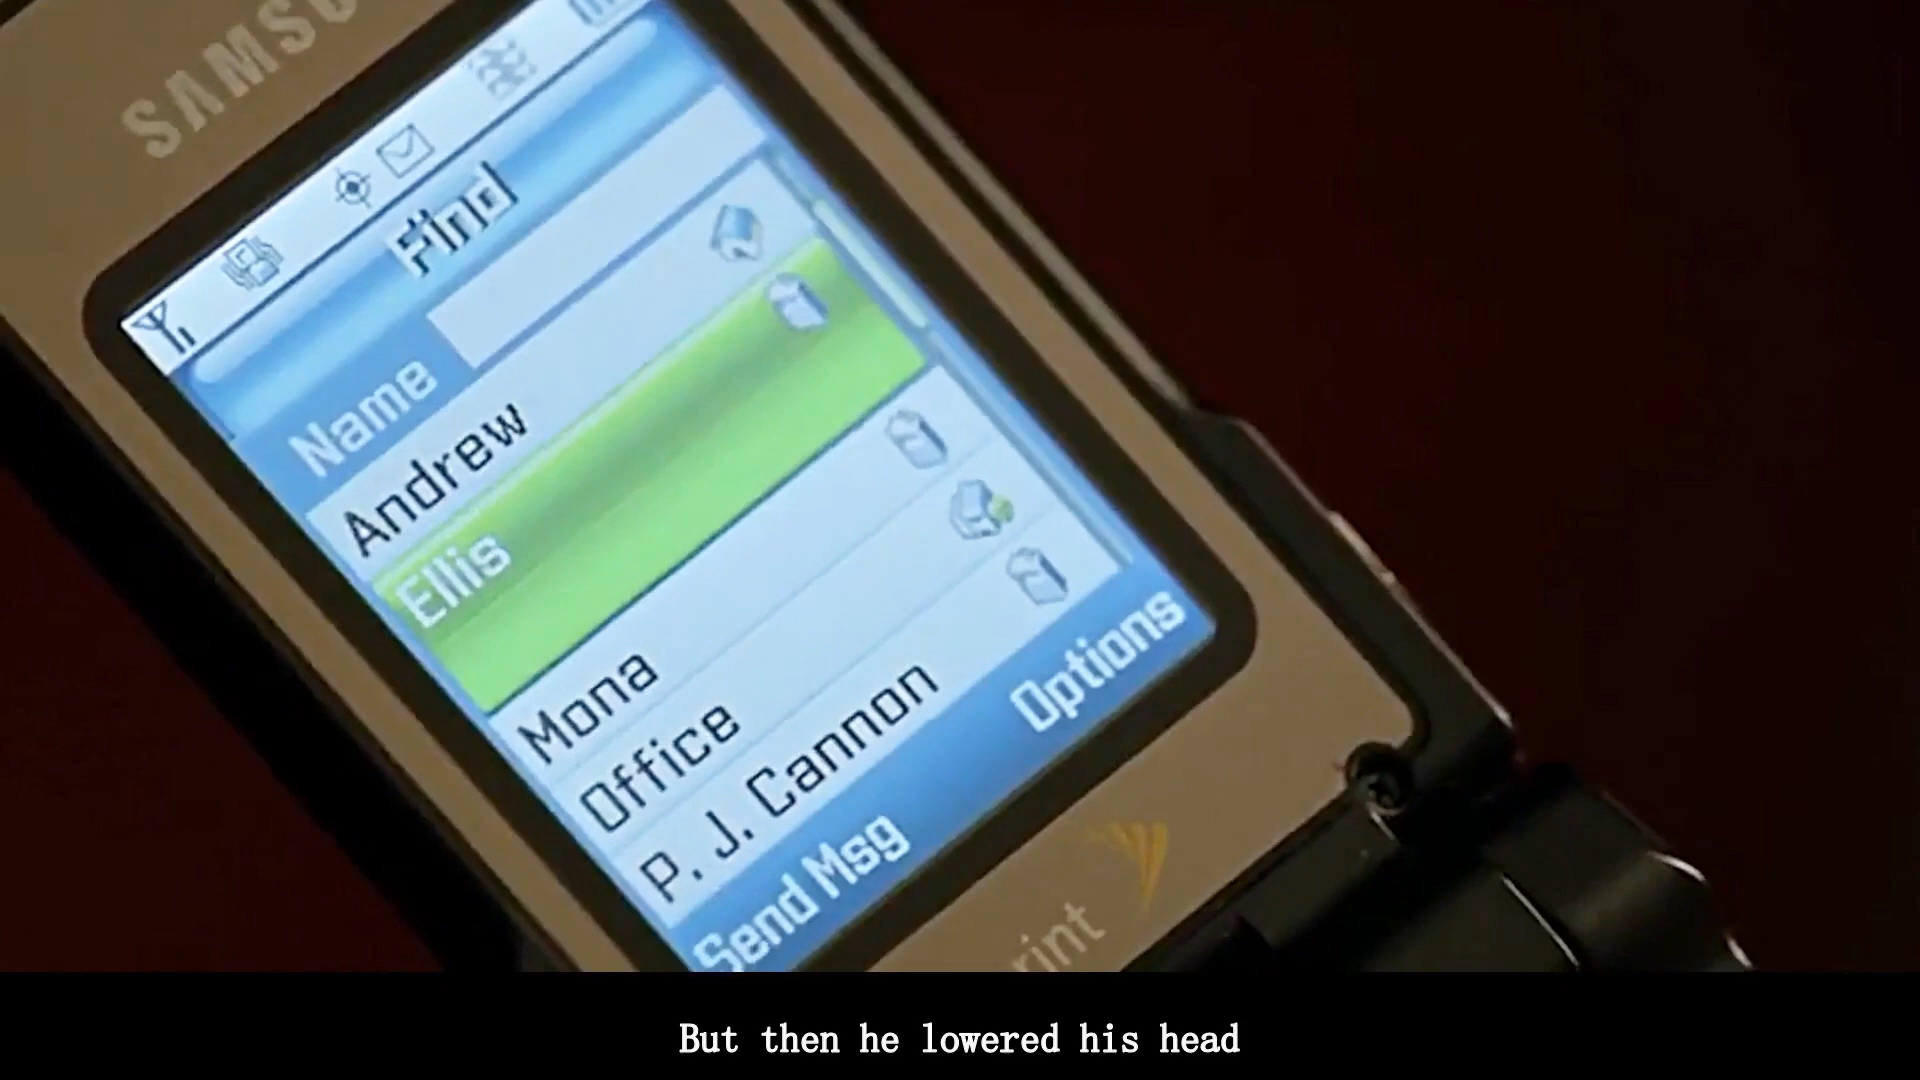 SAMSU
Find
Name
Andrew
Ellis
Mona
Office
P. J. Cannon
Send Msg
Options
rint
But then he lowered his head